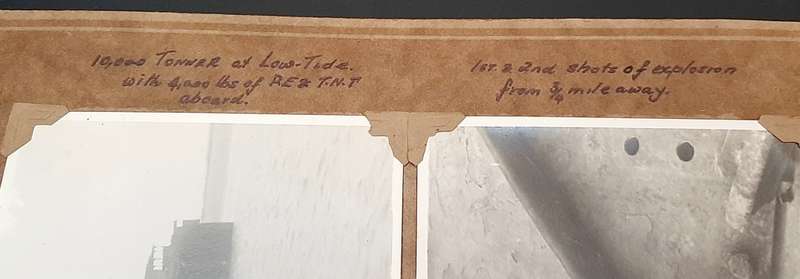 10,000 TONNER at Low-Tide.
with 4,000 lbs of P.E & T.N.T
aboard.
1st & 2nd shots of explosion
from 3/4 mile away.